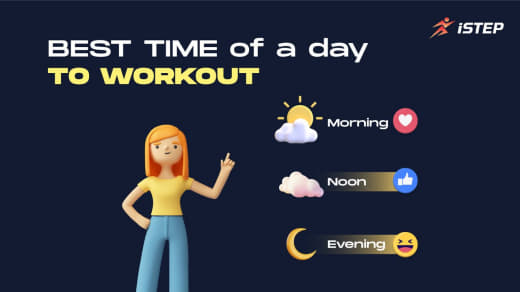 iSTEP
BEST TIME of a day
TO WORKOUT
Morning
Noon
Evening